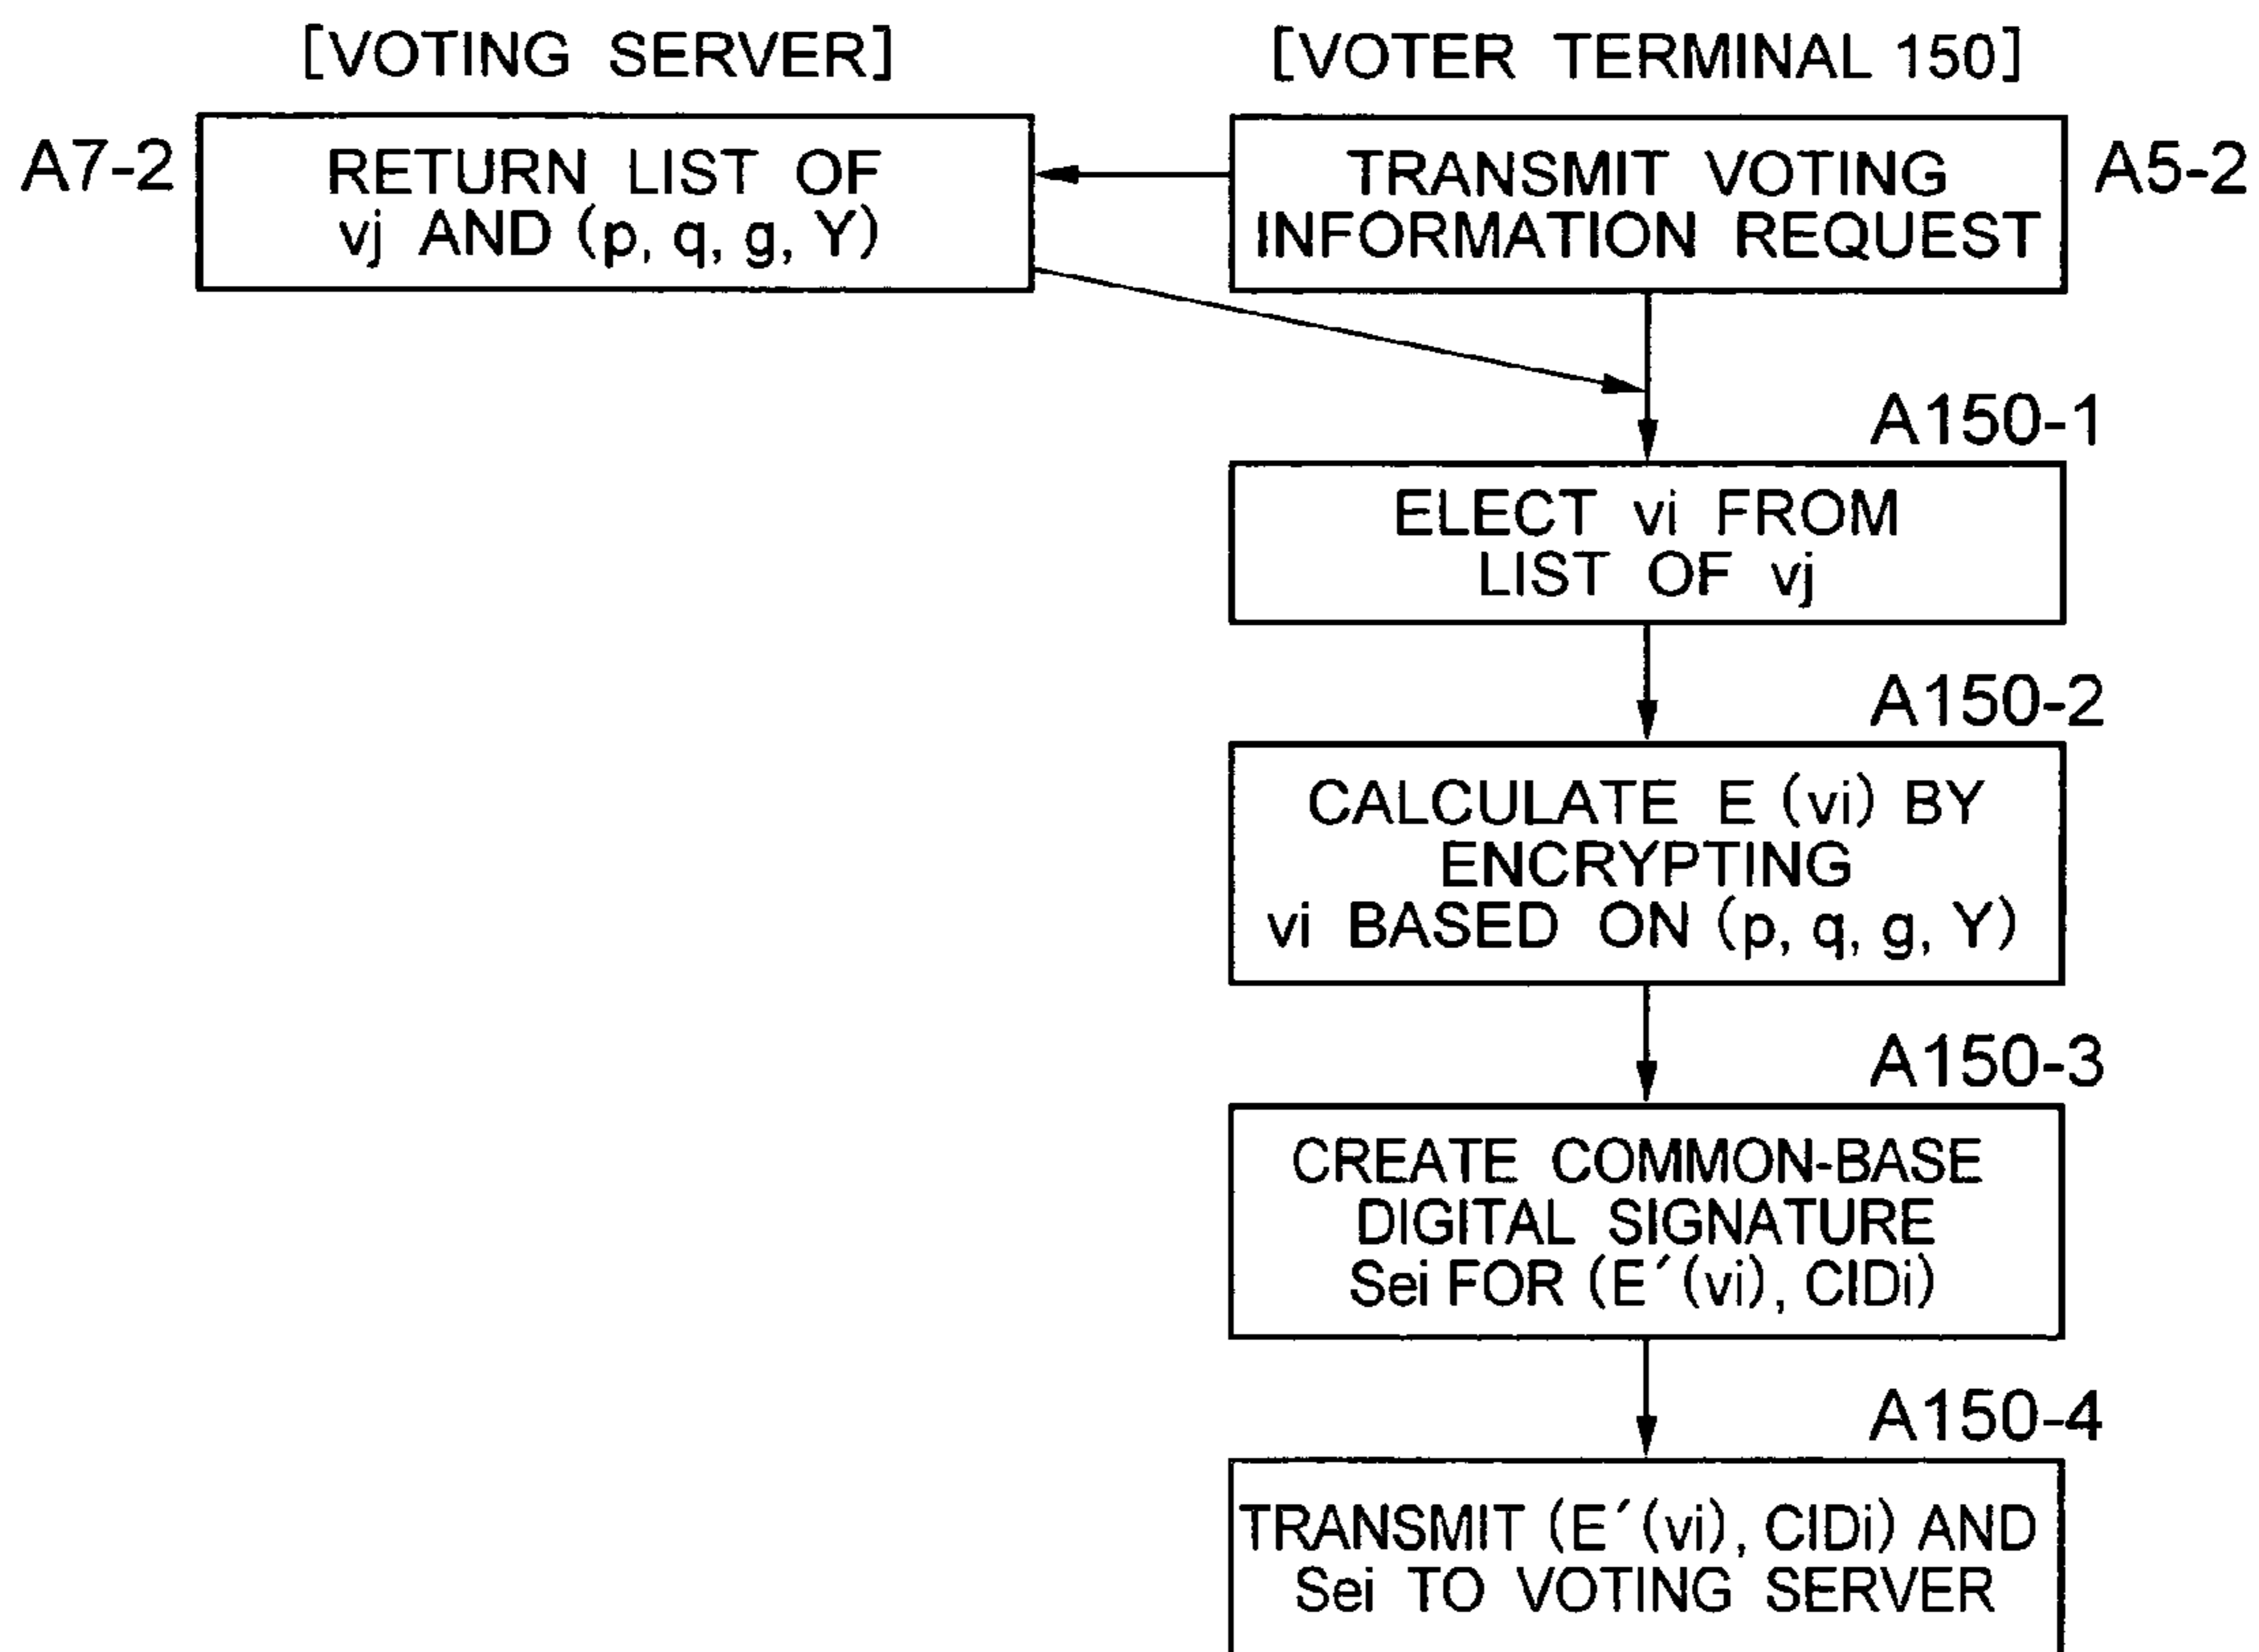 [VOTING SERVER]
[VOTER TERMINAL 150]
A7-2
RETURN LIST OF
vj AND (p, q, g, Y)
TRANSMIT VOTING
INFORMATION REQUEST
A5-2
A150-1
ELECT vi FROM
LIST OF vj
A150-2
CALCULATE E (vi) BY
ENCRYPTING
vi BASED ON (p, q, g, Y)
A150-3
CREATE COMMON-BASE
DIGITAL SIGNATURE
Sei FOR (E′(vi), CIDi)
A150-4
TRANSMIT (E′(vi), CIDi) AND
Sei TO VOTING SERVER